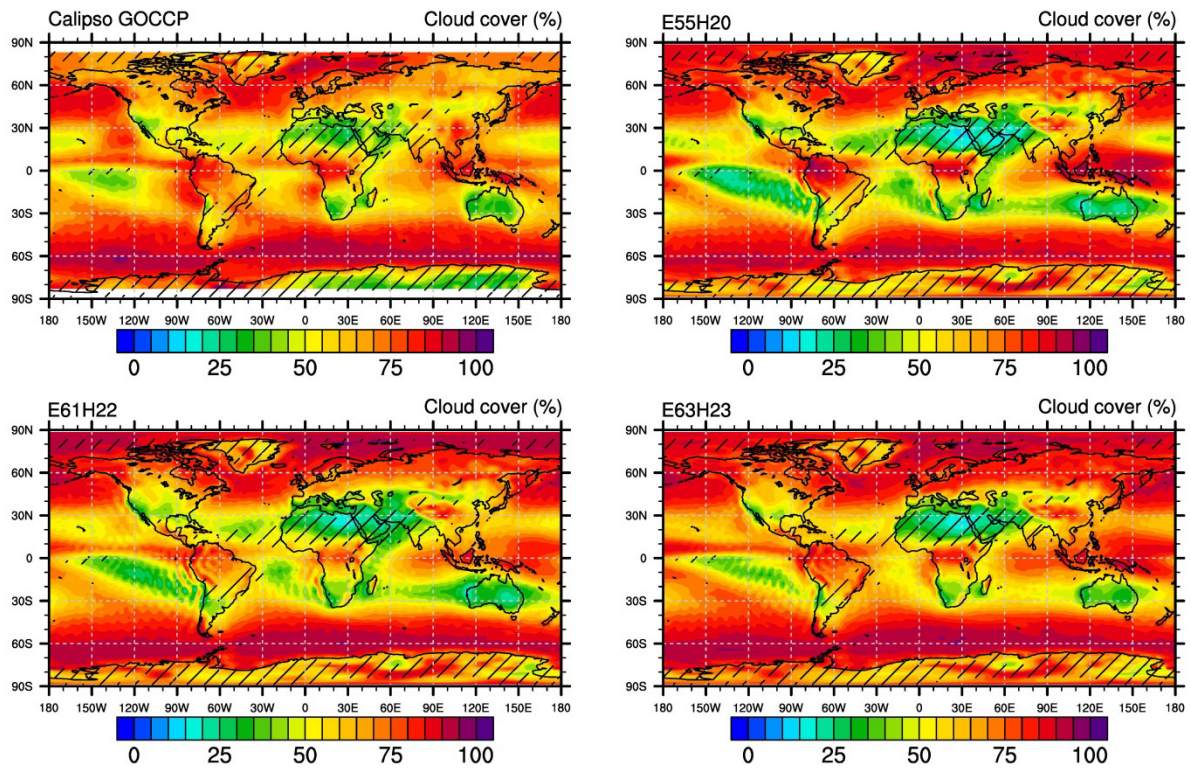 Calipso GOCCP Cloud cover (%)
90N
60N
30N
0
30S
60S
90S
180 150W 120W 90W 60W 30W 0 30E 60E 90E 120E 150E 180
0 25 50 75 100
E55H20 Cloud cover (%)
90N
60N
30N
0
30S
60S
90S
180 150W 120W 90W 60W 30W 0 30E 60E 90E 120E 150E 180
0 25 50 75 100
E61H22 Cloud cover (%)
90N
60N
30N
0
30S
60S
90S
180 150W 120W 90W 60W 30W 0 30E 60E 90E 120E 150E 180
0 25 50 75 100
E63H23 Cloud cover (%)
90N
60N
30N
0
30S
60S
90S
180 150W 120W 90W 60W 30W 0 30E 60E 90E 120E 150E 180
0 25 50 75 100